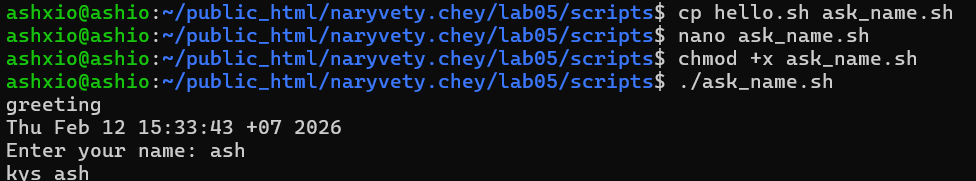 ashxio@ashio:~/public_html/naryvety.chey/lab05/scripts$ cp hello.sh ask_name.sh
ashxio@ashio:~/public_html/naryvety.chey/lab05/scripts$ nano ask_name.sh
ashxio@ashio:~/public_html/naryvety.chey/lab05/scripts$ chmod +x ask_name.sh
ashxio@ashio:~/public_html/naryvety.chey/lab05/scripts$ ./ask_name.sh
greeting
Thu Feb 12 15:33:43 +07 2026
Enter your name: ash
kys ash